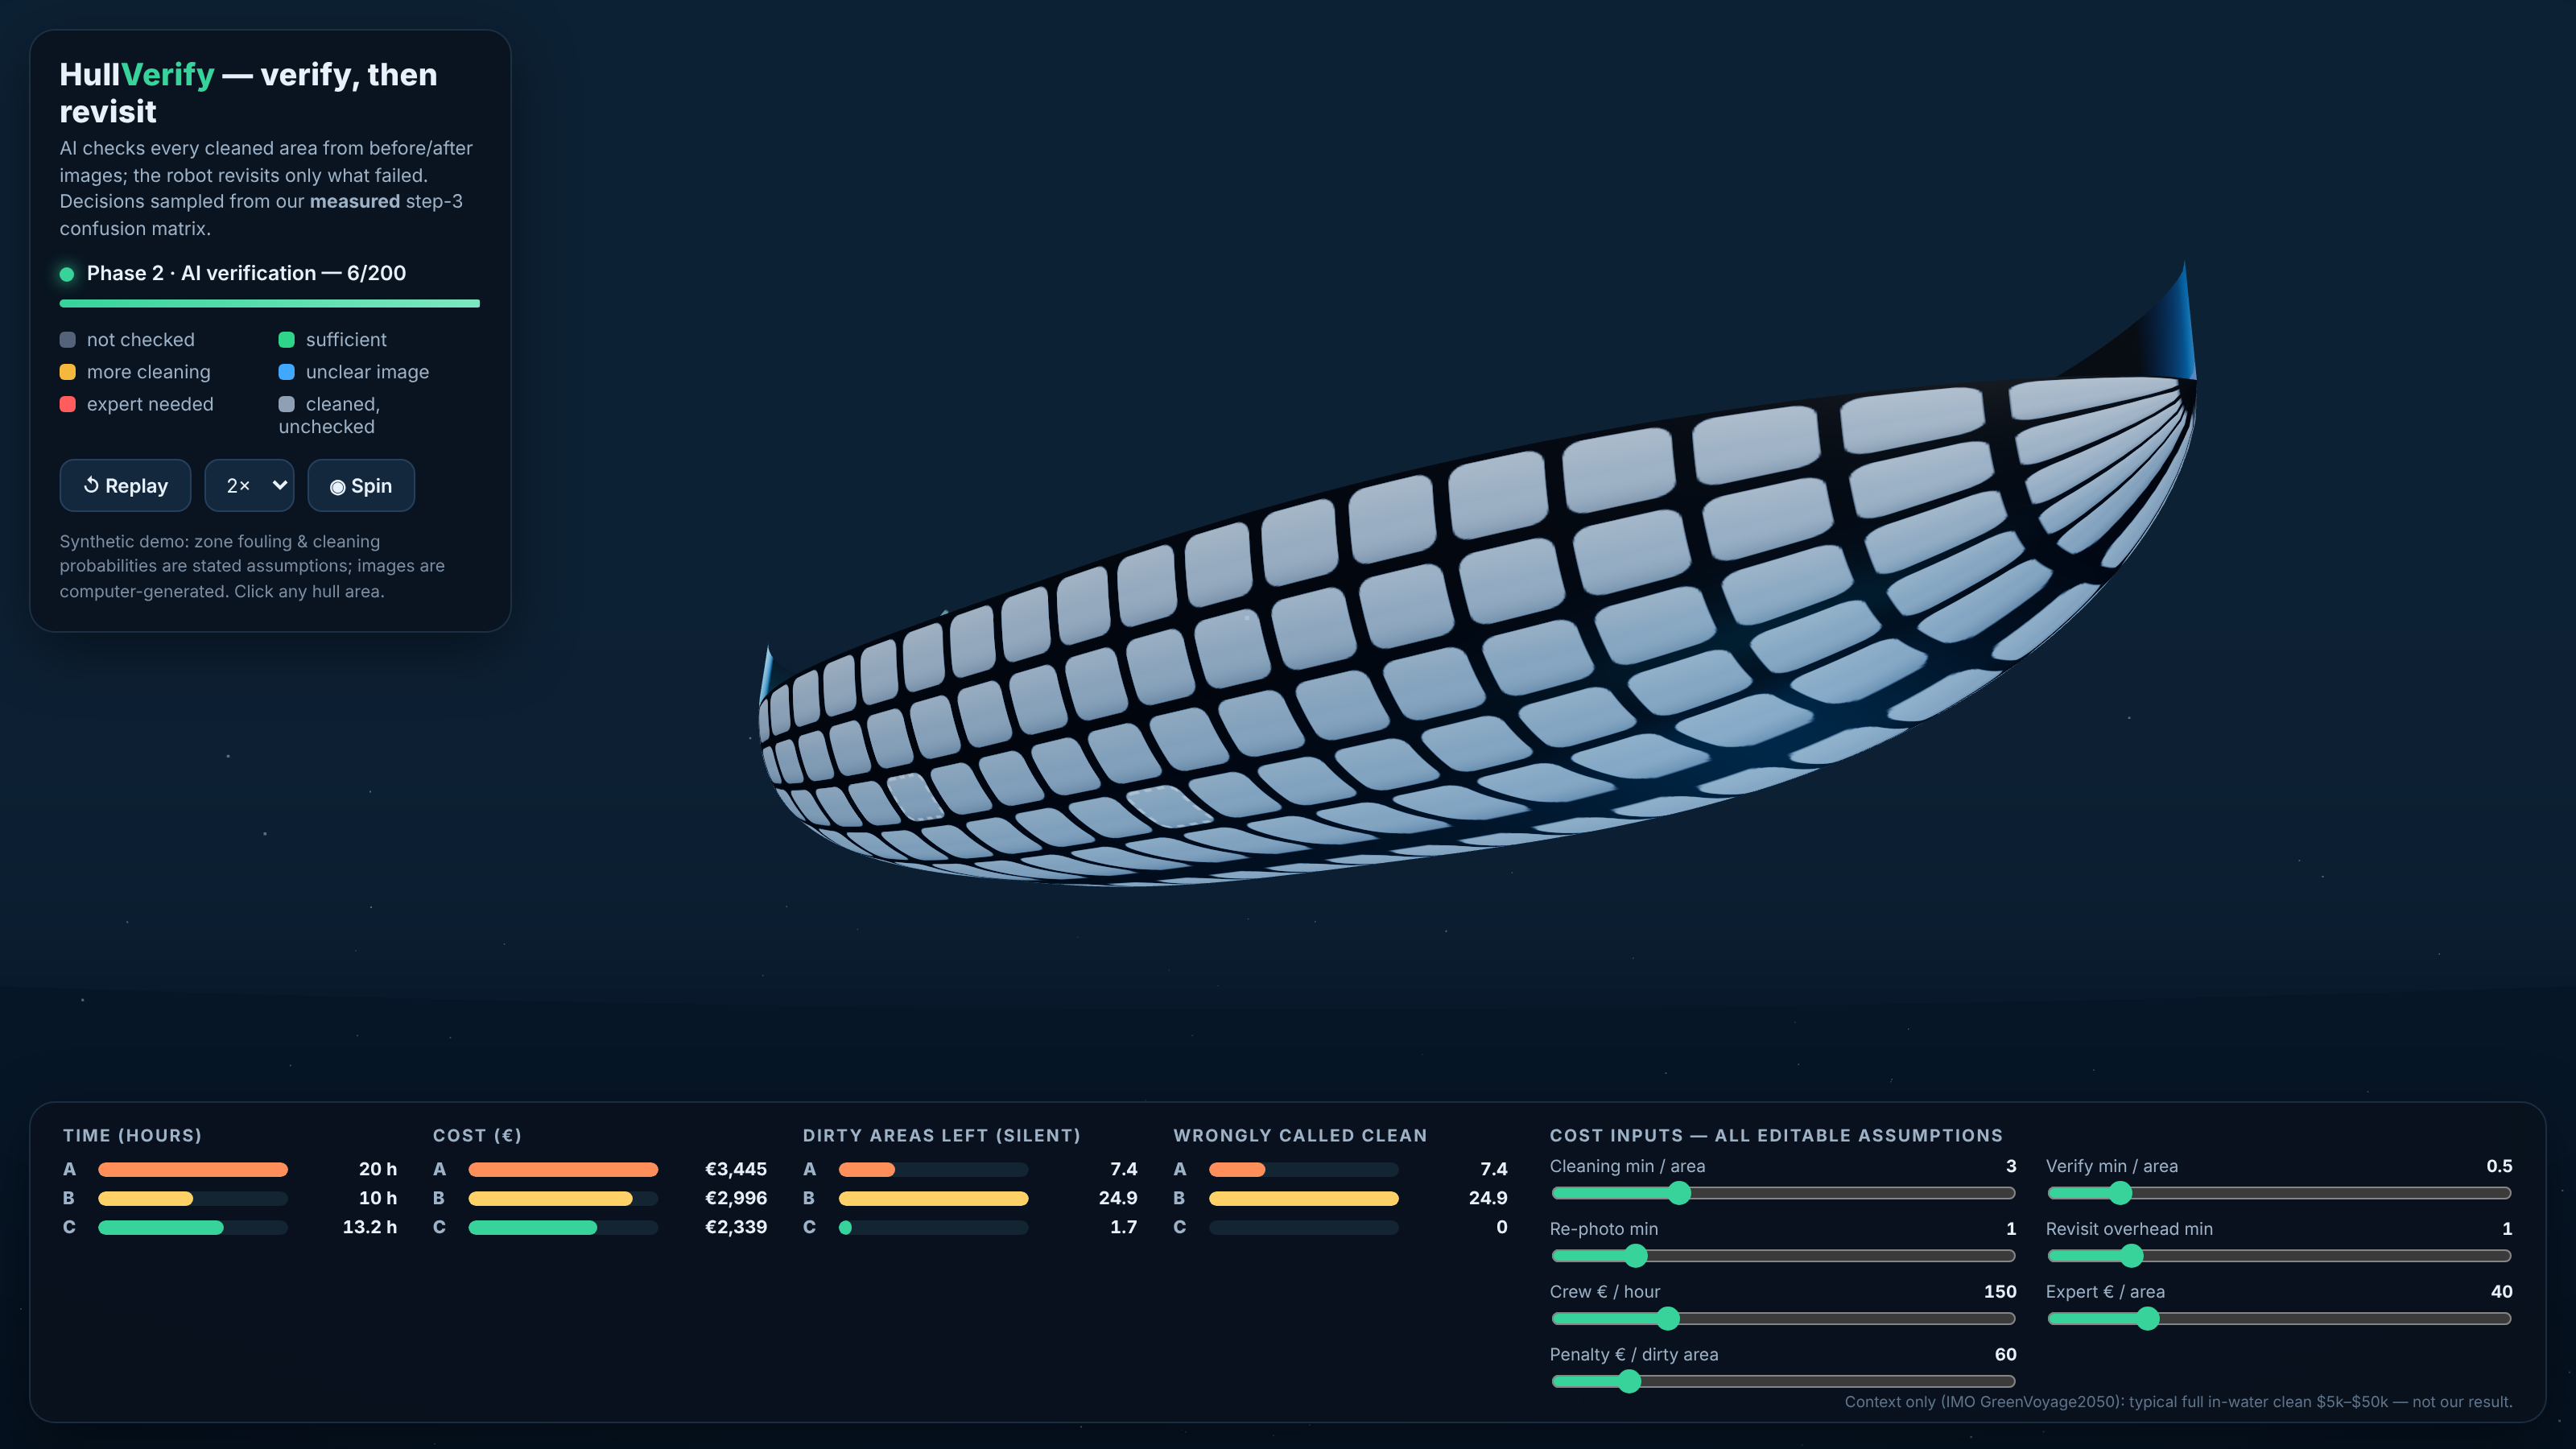 HullVerify — verify, then
revisit
AI checks every cleaned area from before/after
images; the robot revisits only what failed.
Decisions sampled from our measured step-3
confusion matrix.
Phase 2 · AI verification — 6/200
not checked
sufficient
more cleaning
unclear image
expert needed
cleaned,
unchecked
Replay
2×
Spin
Synthetic demo: zone fouling & cleaning
probabilities are stated assumptions; images are
computer-generated. Click any hull area.
TIME (HOURS)
A 20 h
B 10 h
C 13.2 h
COST (€)
A €3,445
B €2,996
C €2,339
DIRTY AREAS LEFT (SILENT)
A 7.4
B 24.9
C 1.7
WRONGLY CALLED CLEAN
A 7.4
B 24.9
C 0
COST INPUTS — ALL EDITABLE ASSUMPTIONS
Cleaning min / area 3
Verify min / area 0.5
Re-photo min 1
Revisit overhead min 1
Crew € / hour 150
Expert € / area 40
Penalty € / dirty area 60
Context only (IMO GreenVoyage2050): typical full in-water clean $5k–$50k — not our result.